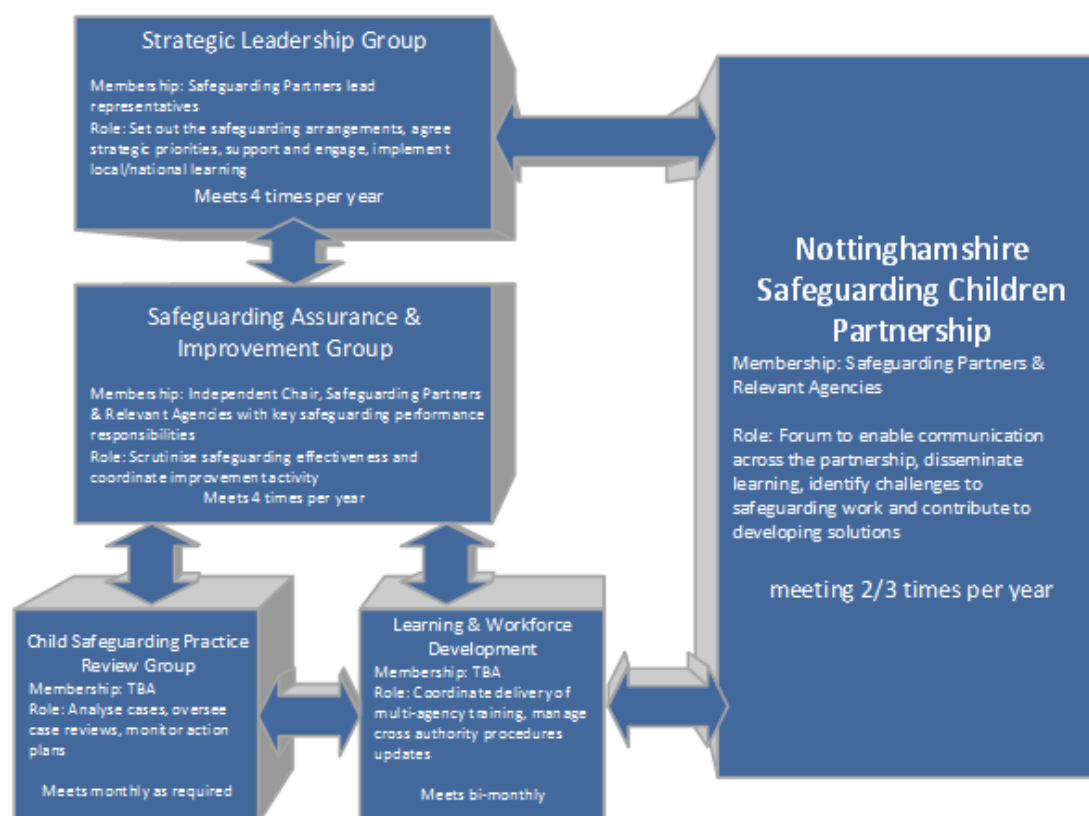 Strategic Leadership Group
Membership: Safeguarding Partners lead
representatives
Role: Set out the safeguarding arrangements, agree
strategic priorities, support and engage, implement
local/national learning
Meets 4 times per year
Safeguarding Assurance &
Improvement Group
Membership: Independent Chair, Safeguarding Partners
& Relevant Agencies with key safeguarding performance
responsibilities
Role: Scrutinise safeguarding effectiveness and
coordinate improvement activity
Meets 4 times per year
Child Safeguarding Practice
Review Group
Membership: TBA
Role: Analyse cases, oversee
case reviews, monitor action
plans
Meets monthly as required
Learning & Workforce
Development
Membership: TBA
Role: Coordinate delivery of
multi-agency training, manage
cross authority procedures
updates
Meets bi-monthly
Nottinghamshire
Safeguarding Children
Partnership
Membership: Safeguarding Partners &
Relevant Agencies
Role: Forum to enable communication
across the partnership, disseminate
learning, identify challenges to
safeguarding work and contribute to
developing solutions
meeting 2/3 times per year